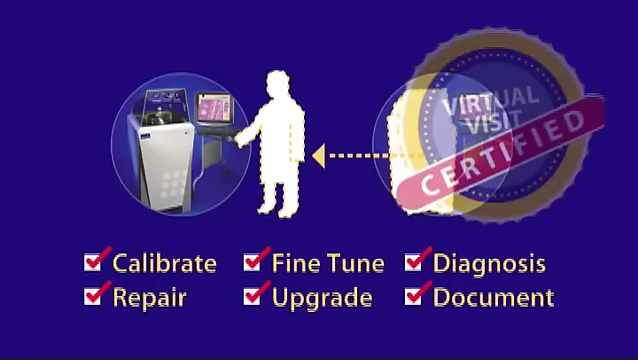 VIRTUAL
VISIT
CERTIFIED
Calibrate
Fine Tune
Diagnosis
Repair
Upgrade
Document